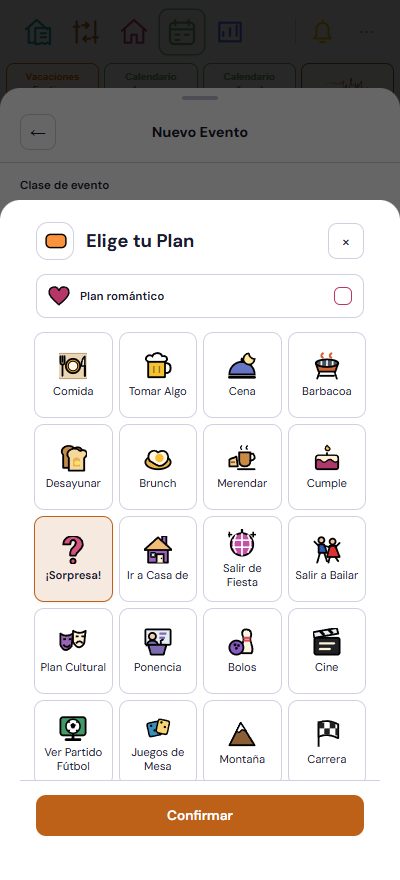 Vacaciones
Calendario
Calendario
Nuevo Evento
Clase de evento
Elige tu Plan
Plan romántico
Comida
Tomar Algo
Cena
Barbacoa
Desayunar
Brunch
Merendar
Cumple
¡Sorpresa!
Ir a Casa de
Salir de
Fiesta
Salir a Bailar
Plan Cultural
Ponencia
Bolos
Cine
Ver Partido
Fútbol
Juegos de
Mesa
Montaña
Carrera
Confirmar